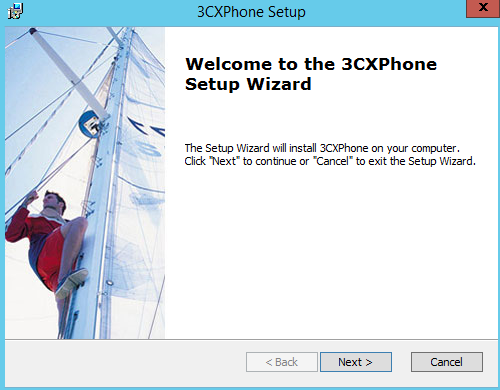 3CXPhone Setup
Welcome to the 3CXPhone
Setup Wizard
The Setup Wizard will install 3CXPhone on your computer.
Click "Next" to continue or "Cancel" to exit the Setup Wizard.
< Back
Next >
Cancel